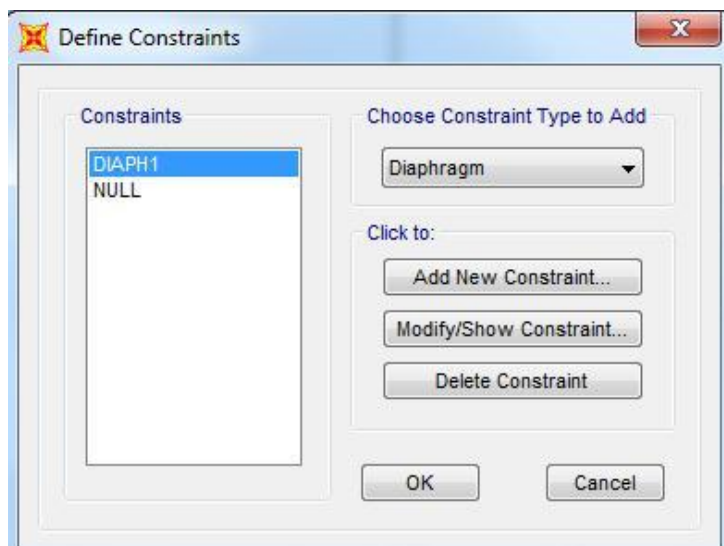 Define Constraints
Constraints
DIAPH1
NULL
Choose Constraint Type to Add
Diaphragm
Click to:
Add New Constraint...
Modify/Show Constraint...
Delete Constraint
OK
Cancel